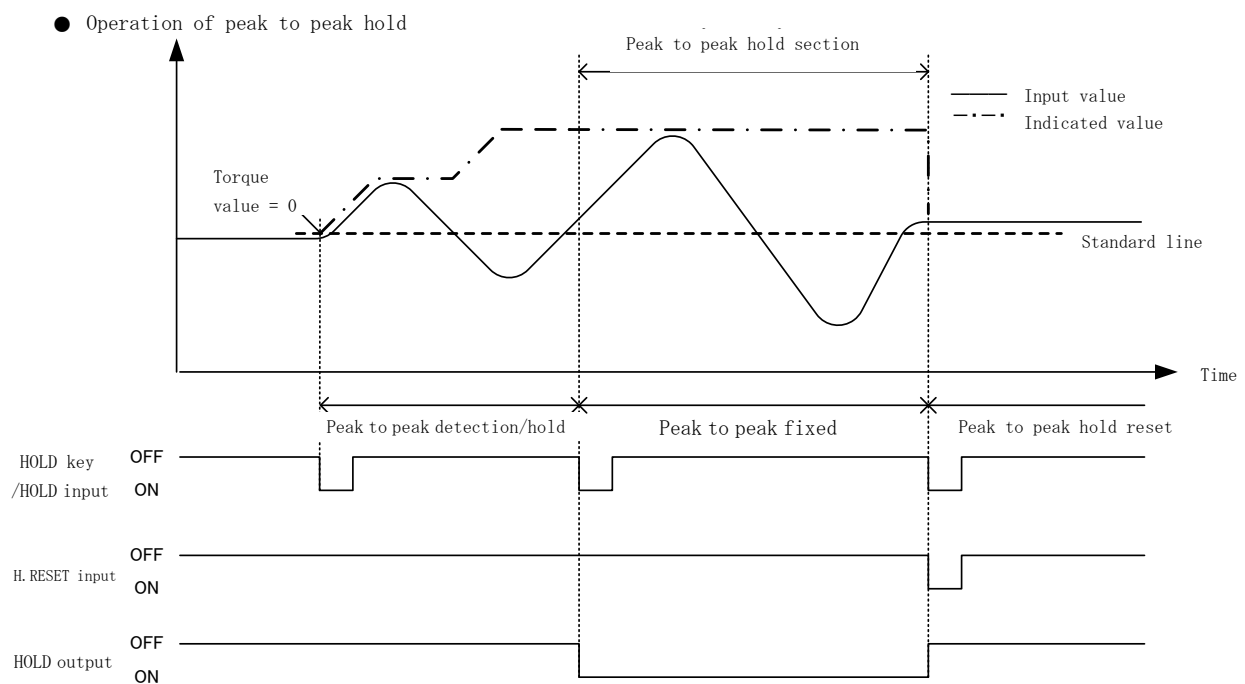 ● Operation of peak to peak hold
Peak to peak hold section
Input value
Indicated value
Torque
value = 0
Standard line
Time
Peak to peak detection/hold
Peak to peak fixed
Peak to peak hold reset
HOLD key
/HOLD input
OFF
ON
H.RESET input
OFF
ON
HOLD output
OFF
ON